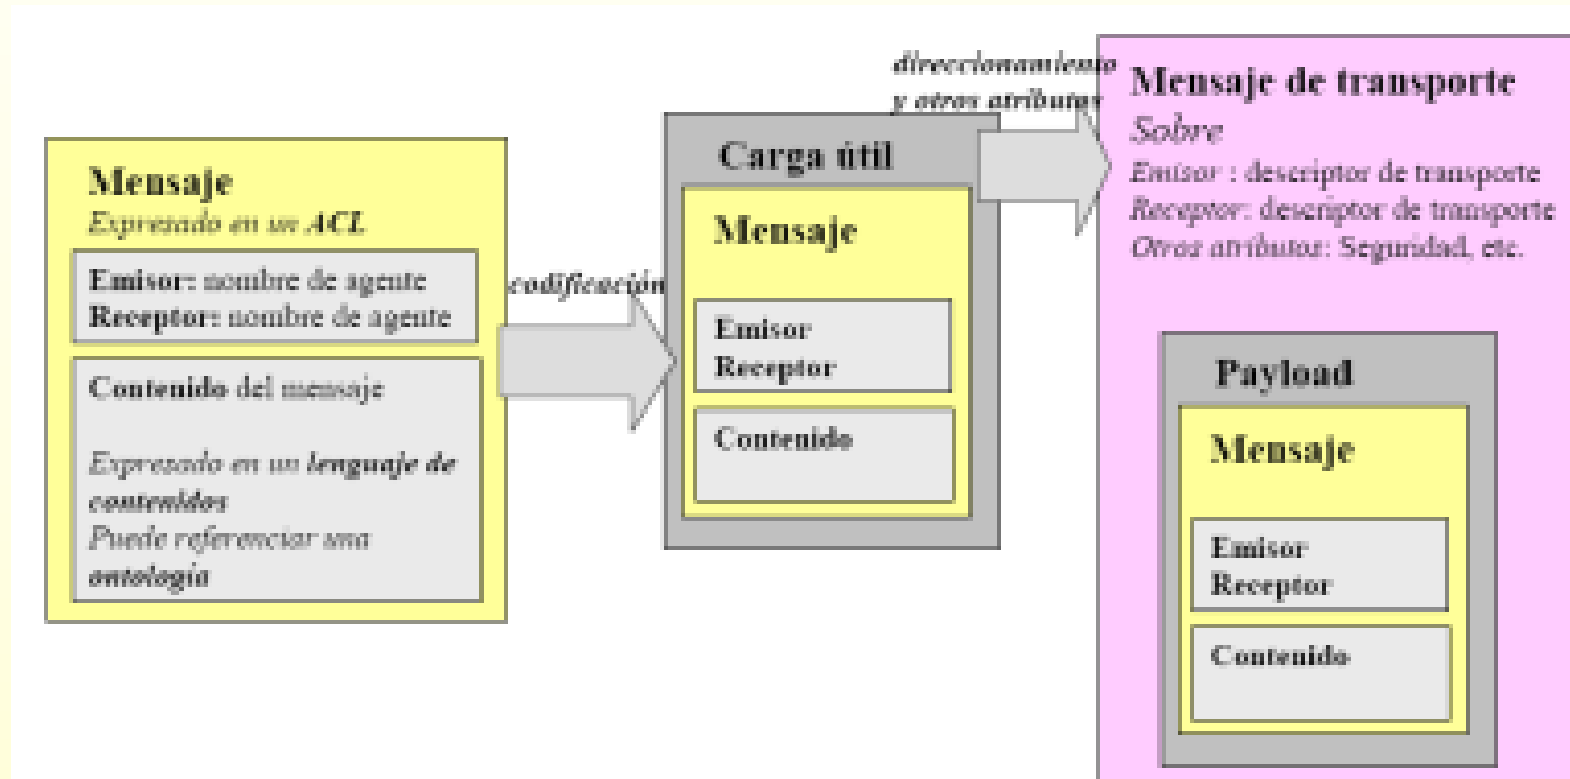 Mensaje
Expresado en un ACL
Emisor: nombre de agente
Receptor: nombre de agente
Contenido del mensaje
Expresado en un lenguaje de
contenidos
Puede referenciar una
ontología
codificación
Carga útil
Mensaje
Emisor
Receptor
Contenido
direccionamiento
y otros atributos
Mensaje de transporte
Sobre
Emisor : descriptor de transporte
Receptor: descriptor de transporte
Otros atributos: Seguridad, etc.
Payload
Mensaje
Emisor
Receptor
Contenido